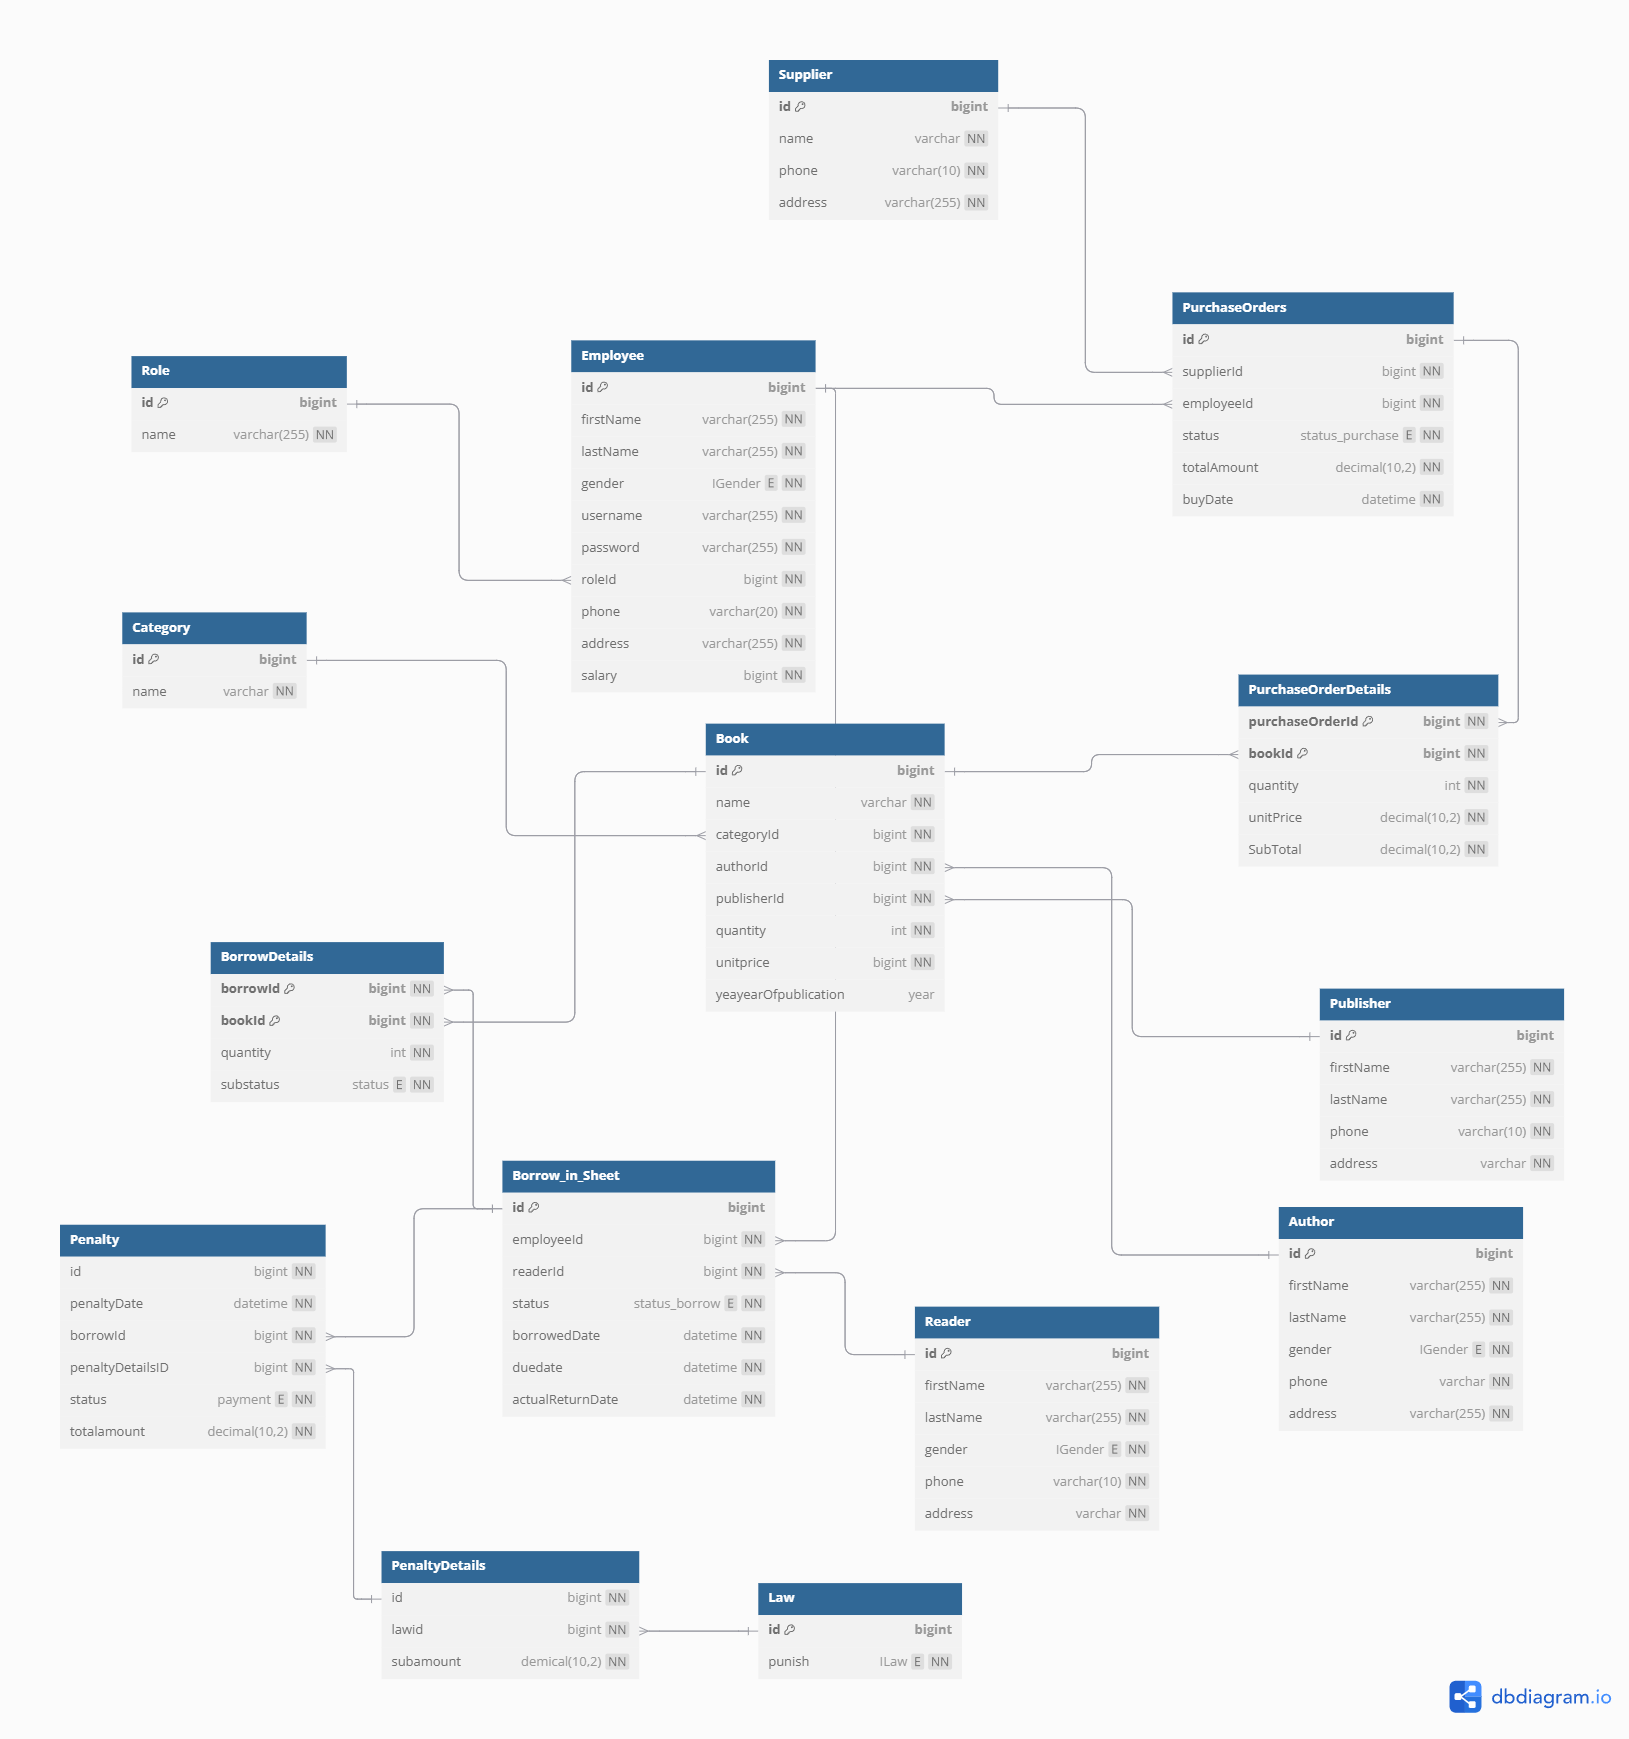 Supplier
id bigint
name varchar NN
phone varchar(10) NN
address varchar(255) NN
PurchaseOrders
id bigint
supplierId bigint NN
employeeId bigint NN
status status_purchase E NN
totalAmount decimal(10,2) NN
buyDate datetime NN
Employee
id bigint
firstName varchar(255) NN
lastName varchar(255) NN
gender IGender E NN
username varchar(255) NN
password varchar(255) NN
roleId bigint NN
phone varchar(20) NN
address varchar(255) NN
salary bigint NN
Role
id bigint
name varchar(255) NN
Category
id bigint
name varchar NN
PurchaseOrderDetails
purchaseOrderId bigint NN
bookId bigint NN
quantity int NN
unitPrice decimal(10,2) NN
SubTotal decimal(10,2) NN
Book
id bigint
name varchar NN
categoryId bigint NN
authorId bigint NN
publisherId bigint NN
quantity int NN
unitprice bigint NN
yeayearOfpublication year
BorrowDetails
borrowId bigint NN
bookId bigint NN
quantity int NN
substatus status E NN
Publisher
id bigint
firstName varchar(255) NN
lastName varchar(255) NN
phone varchar(10) NN
address varchar NN
Borrow_in_Sheet
id bigint
employeeId bigint NN
readerId bigint NN
status status_borrow E NN
borrowedDate datetime NN
duedate datetime NN
actualReturnDate datetime NN
Author
id bigint
firstName varchar(255) NN
lastName varchar(255) NN
gender IGender E NN
phone varchar NN
address varchar(255) NN
Penalty
id bigint NN
penaltyDate datetime NN
borrowId bigint NN
penaltyDetailsID bigint NN
status payment E NN
totalamount decimal(10,2) NN
Reader
id bigint
firstName varchar(255) NN
lastName varchar(255) NN
gender IGender E NN
phone varchar(10) NN
address varchar NN
PenaltyDetails
id bigint NN
lawid bigint NN
subamount demical(10,2) NN
Law
id bigint
punish ILaw E NN
dbdiagram.io